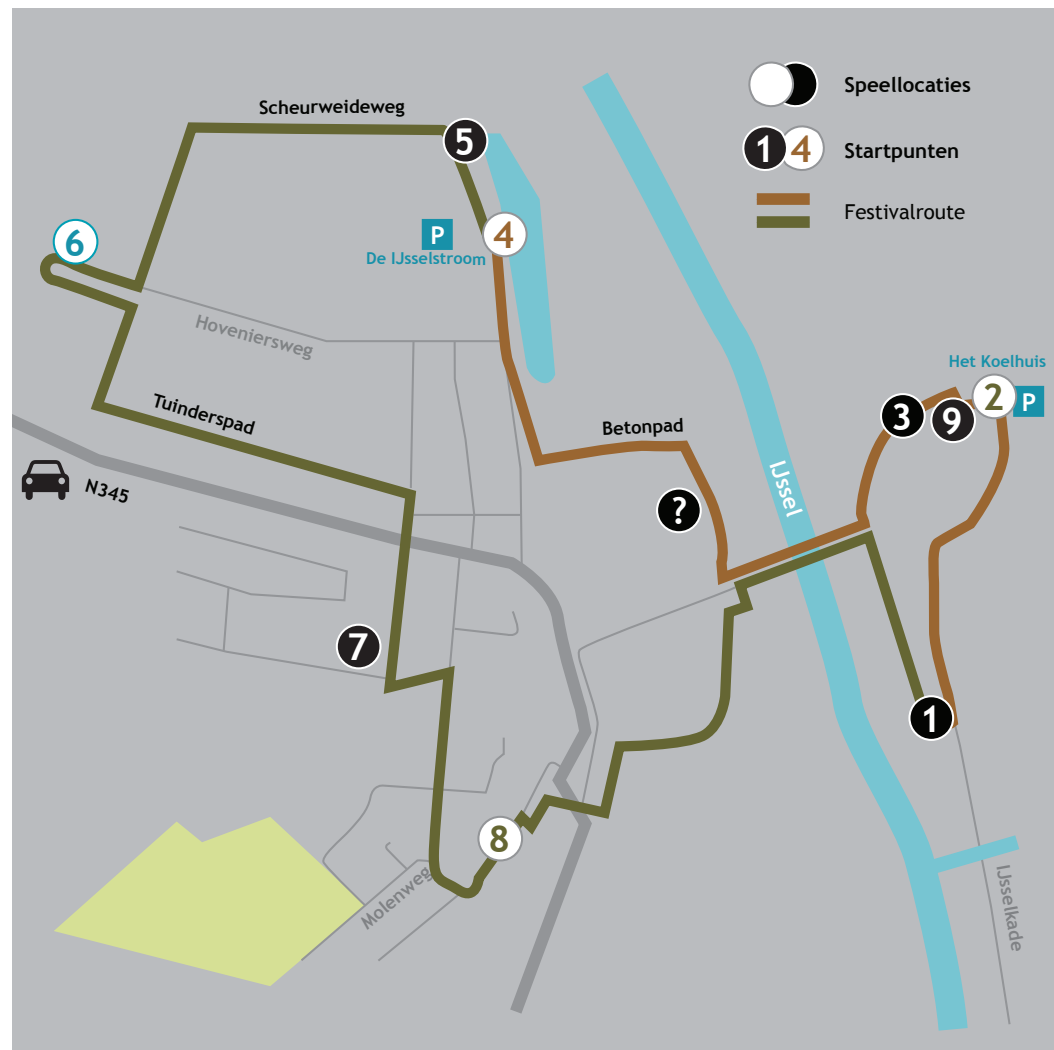 Speellocaties
1 4 Startpunten
Festivalroute
Scheurweideweg
5
P
4
De IJsselstroom
6
Hoveniersweg
Het Koelhuis
2
P
3
9
Tuinderspad
Betonpad
IJssel
N345
?
7
1
8
Molenweg
IJsselkade